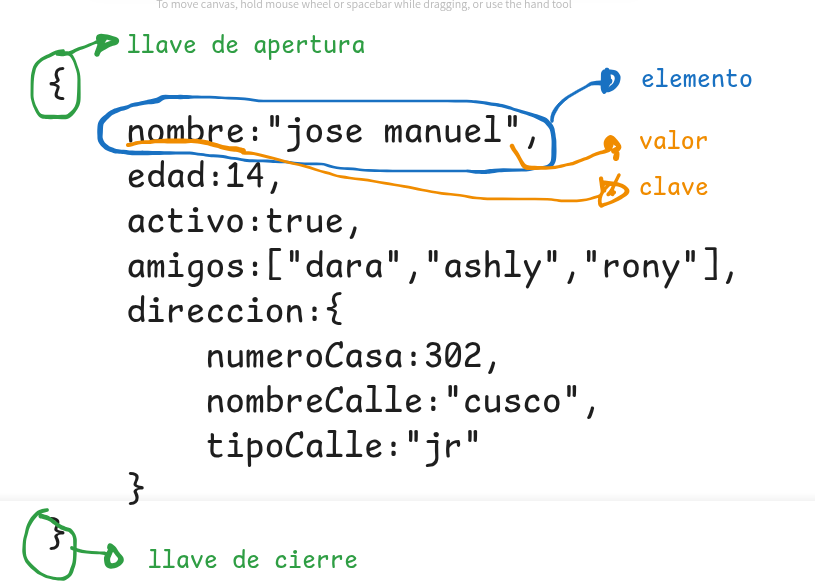 To move canvas, hold mouse wheel or spacebar while dragging, or use the hand tool
llave de apertura
{
elemento
nombre:"jose manuel",
valor
edad:14,
clave
activo:true,
amigos:["dara","ashly","rony"],
direccion:{
numeroCasa:302,
nombreCalle:"cusco",
tipoCalle:"jr"
}
}
llave de cierre